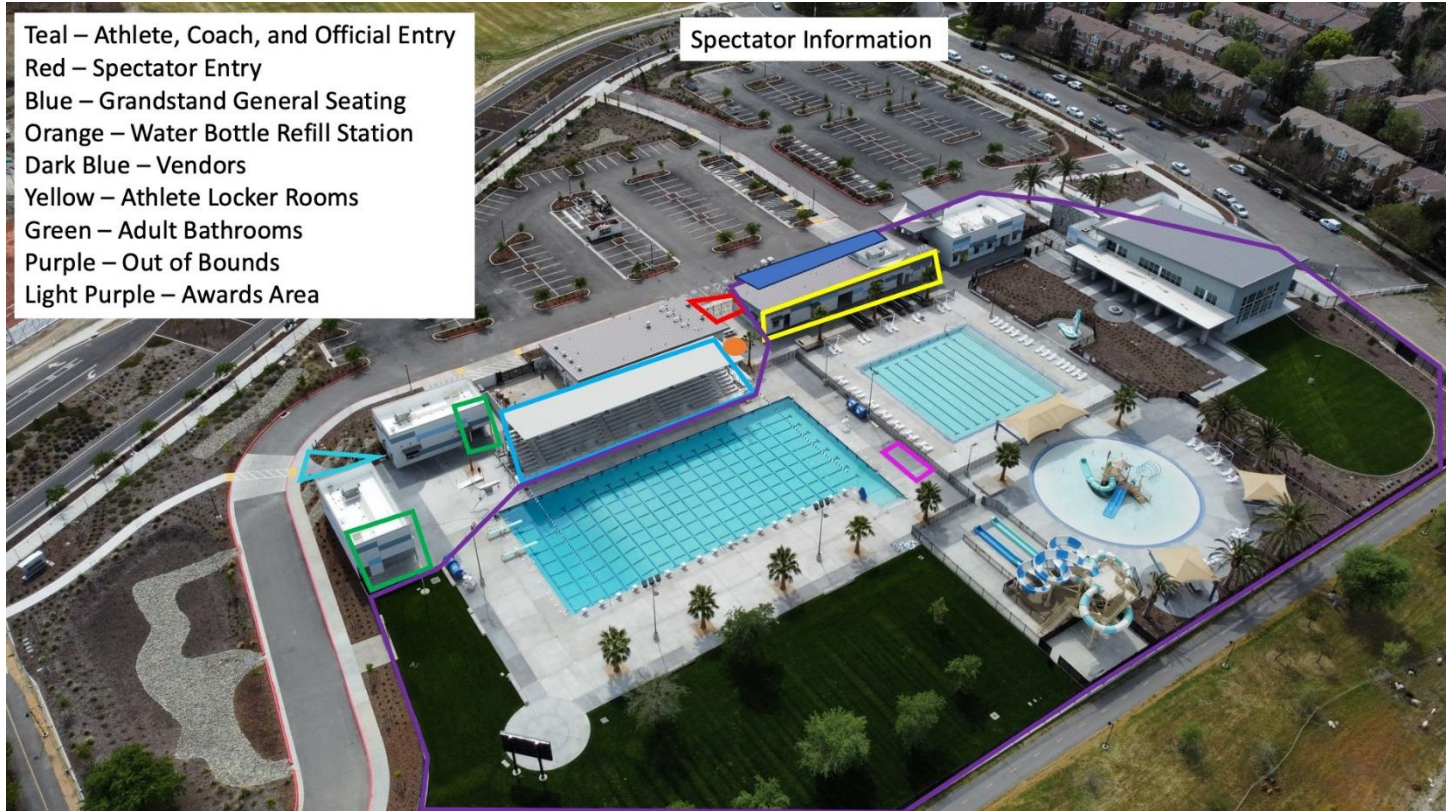 Teal – Athlete, Coach, and Official Entry
Red – Spectator Entry
Blue – Grandstand General Seating
Orange – Water Bottle Refill Station
Dark Blue – Vendors
Yellow – Athlete Locker Rooms
Green – Adult Bathrooms
Purple – Out of Bounds
Light Purple – Awards Area
Spectator Information